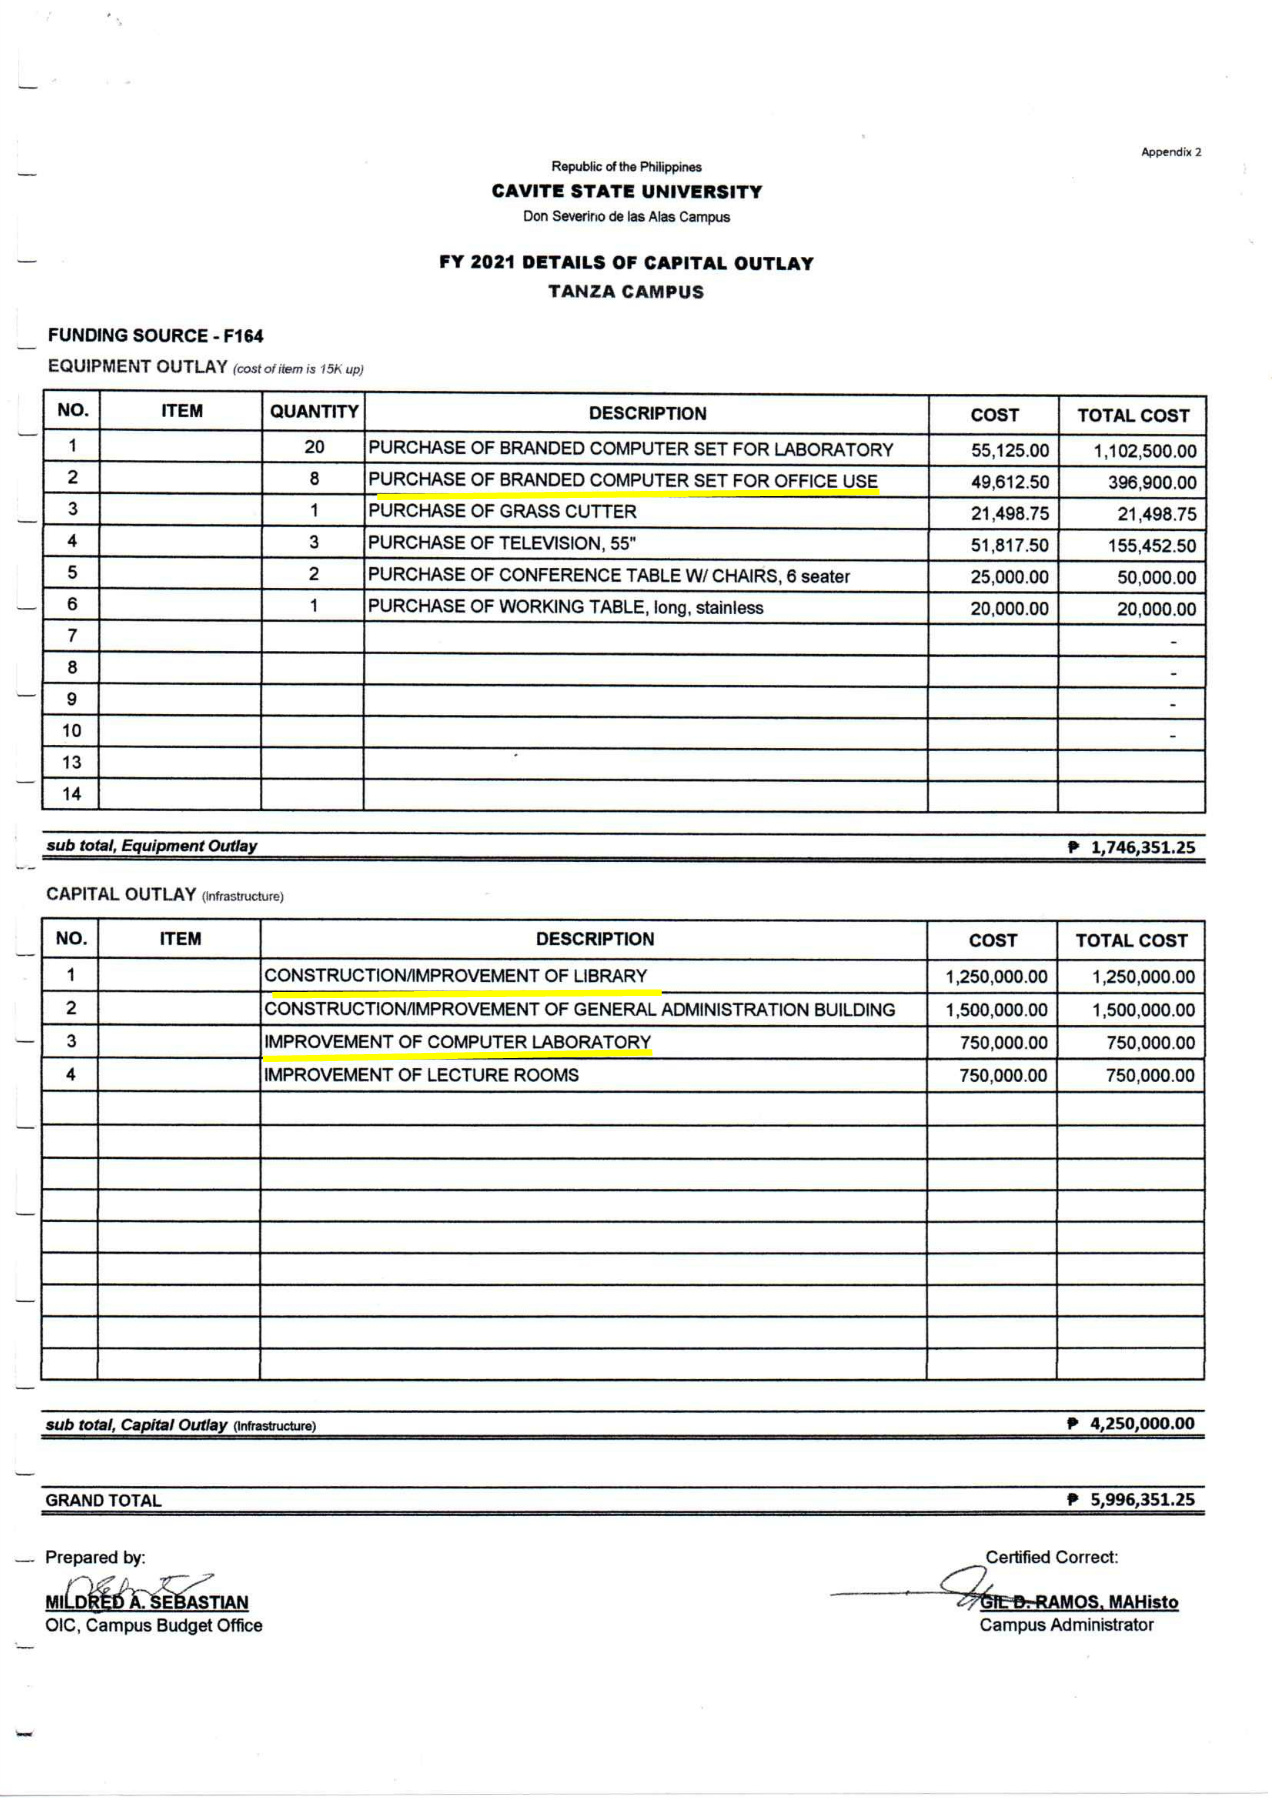 Appendix 2
Republic of the Philippines
CAVITE STATE UNIVERSITY
Don Severino de las Alas Campus
FY 2021 DETAILS OF CAPITAL OUTLAY
TANZA CAMPUS
FUNDING SOURCE - F164
EQUIPMENT OUTLAY (cost of item is 15K up)
NO. ITEM QUANTITY DESCRIPTION COST TOTAL COST
1 20 PURCHASE OF BRANDED COMPUTER SET FOR LABORATORY 55,125.00 1,102,500.00
2 8 PURCHASE OF BRANDED COMPUTER SET FOR OFFICE USE 49,612.50 396,900.00
3 1 PURCHASE OF GRASS CUTTER 21,498.75 21,498.75
4 3 PURCHASE OF TELEVISION, 55" 51,817.50 155,452.50
5 2 PURCHASE OF CONFERENCE TABLE W/ CHAIRS, 6 seater 25,000.00 50,000.00
6 1 PURCHASE OF WORKING TABLE, long, stainless 20,000.00 20,000.00
7 -
8 -
9 -
10 -
13
14
sub total, Equipment Outlay ₱ 1,746,351.25
CAPITAL OUTLAY (Infrastructure)
NO. ITEM DESCRIPTION COST TOTAL COST
1 CONSTRUCTION/IMPROVEMENT OF LIBRARY 1,250,000.00 1,250,000.00
2 CONSTRUCTION/IMPROVEMENT OF GENERAL ADMINISTRATION BUILDING 1,500,000.00 1,500,000.00
3 IMPROVEMENT OF COMPUTER LABORATORY 750,000.00 750,000.00
4 IMPROVEMENT OF LECTURE ROOMS 750,000.00 750,000.00
sub total, Capital Outlay (Infrastructure) ₱ 4,250,000.00
GRAND TOTAL ₱ 5,996,351.25
Prepared by: Certified Correct:
MILDRED A. SEBASTIAN GIL D. RAMOS, MAHisto
OIC, Campus Budget Office Campus Administrator